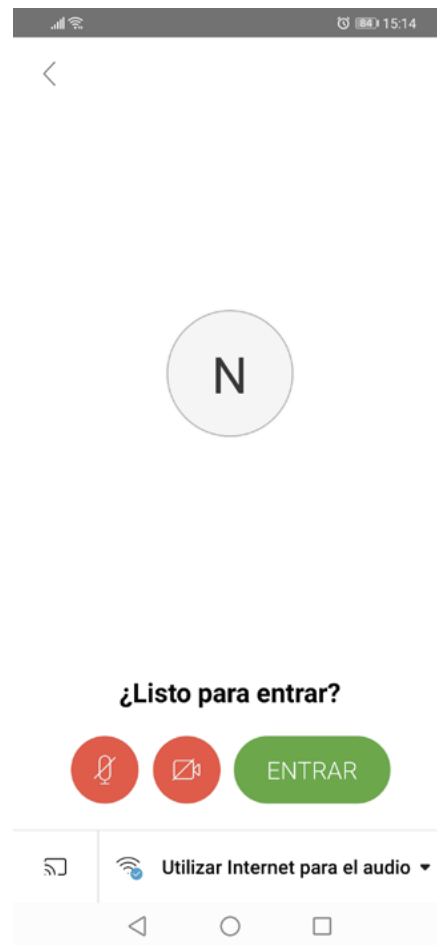 84 15:14
N
¿Listo para entrar?
ENTRAR
Utilizar Internet para el audio